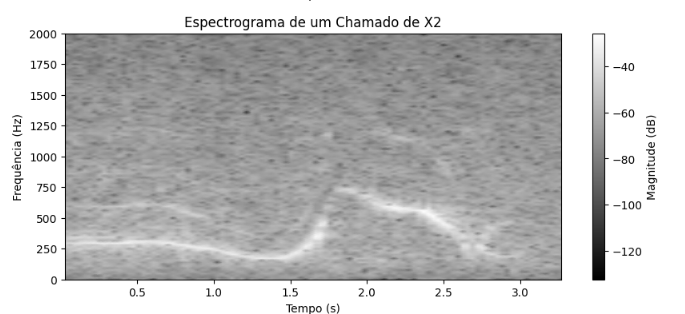 Espectrograma de um Chamado de X2
2000
1750
1500
1250
1000
750
500
250
0
Frequência (Hz)
0.5 1.0 1.5 2.0 2.5 3.0
Tempo (s)
−40
−60
−80
−100
−120
Magnitude (dB)